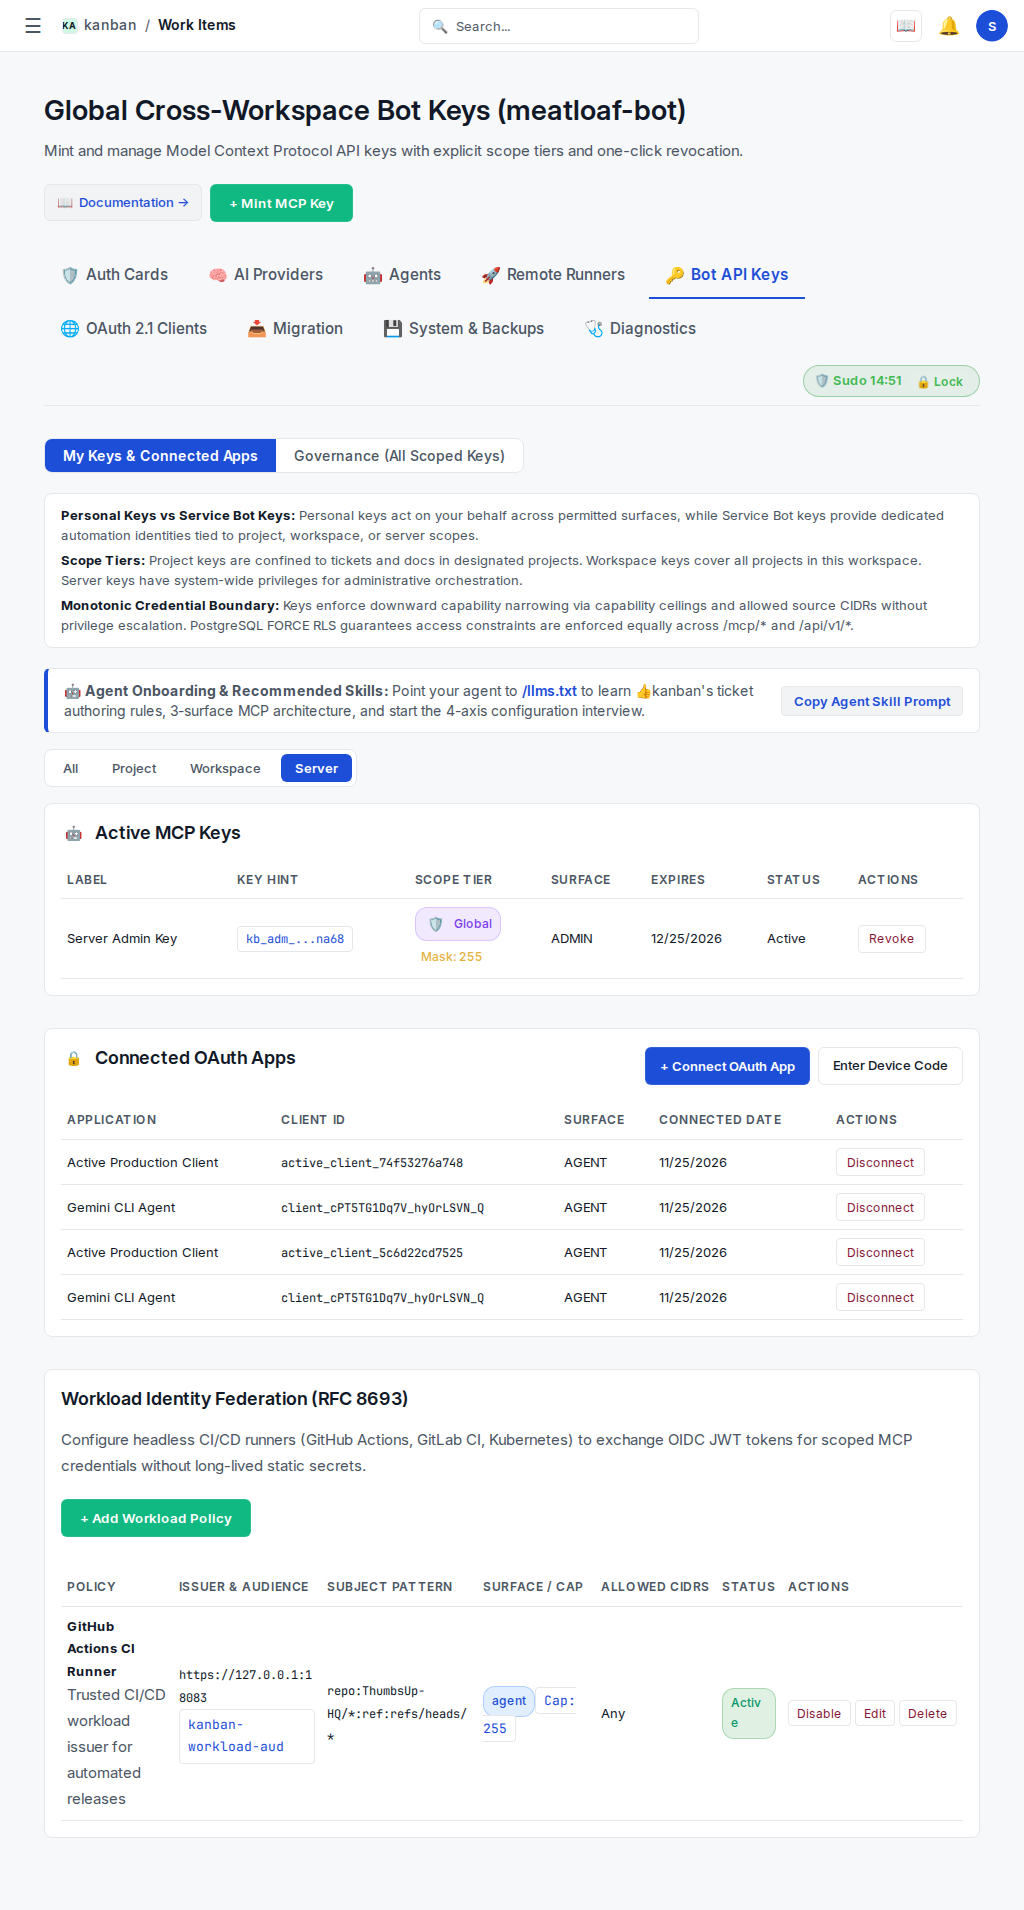 ☰ KA kanban / Work Items 🔍 Search... 📖 🔔 S
Global Cross-Workspace Bot Keys (meatloaf-bot)
Mint and manage Model Context Protocol API keys with explicit scope tiers and one-click revocation.
📖 Documentation → + Mint MCP Key
🛡️ Auth Cards 🧠 AI Providers 🤖 Agents 🚀 Remote Runners 🔑 Bot API Keys
🌐 OAuth 2.1 Clients 📥 Migration 💾 System & Backups 🩺 Diagnostics
🛡️ Sudo 14:51 🔒 Lock
My Keys & Connected Apps Governance (All Scoped Keys)
Personal Keys vs Service Bot Keys: Personal keys act on your behalf across permitted surfaces, while Service Bot keys provide dedicated
automation identities tied to project, workspace, or server scopes.
Scope Tiers: Project keys are confined to tickets and docs in designated projects. Workspace keys cover all projects in this workspace.
Server keys have system-wide privileges for administrative orchestration.
Monotonic Credential Boundary: Keys enforce downward capability narrowing via capability ceilings and allowed source CIDRs without
privilege escalation. PostgreSQL FORCE RLS guarantees access constraints are enforced equally across /mcp/* and /api/v1/*.
🤖 Agent Onboarding & Recommended Skills: Point your agent to /llms.txt to learn 👍kanban's ticket
authoring rules, 3-surface MCP architecture, and start the 4-axis configuration interview.
Copy Agent Skill Prompt
All Project Workspace Server
🤖 Active MCP Keys
LABEL KEY HINT SCOPE TIER SURFACE EXPIRES STATUS ACTIONS
Server Admin Key kb_adm_...na68 🛡️ Global ADMIN 12/25/2026 Active Revoke
Mask: 255
🔒 Connected OAuth Apps + Connect OAuth App Enter Device Code
APPLICATION CLIENT ID SURFACE CONNECTED DATE ACTIONS
Active Production Client active_client_74f53276a748 AGENT 11/25/2026 Disconnect
Gemini CLI Agent client_cPT5TG1Dq7V_hyOrLSVN_Q AGENT 11/25/2026 Disconnect
Active Production Client active_client_5c6d22cd7525 AGENT 11/25/2026 Disconnect
Gemini CLI Agent client_cPT5TG1Dq7V_hyOrLSVN_Q AGENT 11/25/2026 Disconnect
Workload Identity Federation (RFC 8693)
Configure headless CI/CD runners (GitHub Actions, GitLab CI, Kubernetes) to exchange OIDC JWT tokens for scoped MCP
credentials without long-lived static secrets.
+ Add Workload Policy
POLICY ISSUER & AUDIENCE SUBJECT PATTERN SURFACE / CAP ALLOWED CIDRS STATUS ACTIONS
GitHub
Actions CI
Runner
Trusted CI/CD
workload
issuer for
automated
releases
https://127.0.0.1:1
8083
kanban-
workload-aud
repo:ThumbsUp-
HQ/*:ref:refs/heads/
*
agent Cap:
255
Any
Activ
e
Disable Edit Delete